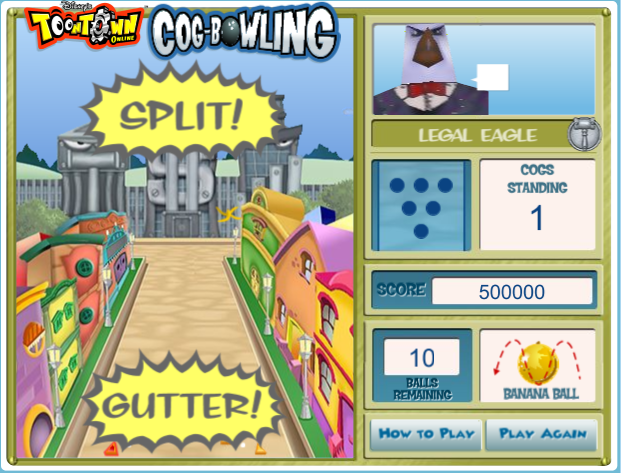 Disney's
TOONTOWN
ONLINE
COG-BOWLING
SPLIT!
LEGAL EAGLE
COGS
STANDING
1
SCORE 500000
10
BALLS
REMAINING
BANANA BALL
GUTTER!
HOW TO PLAY
PLAY AGAIN